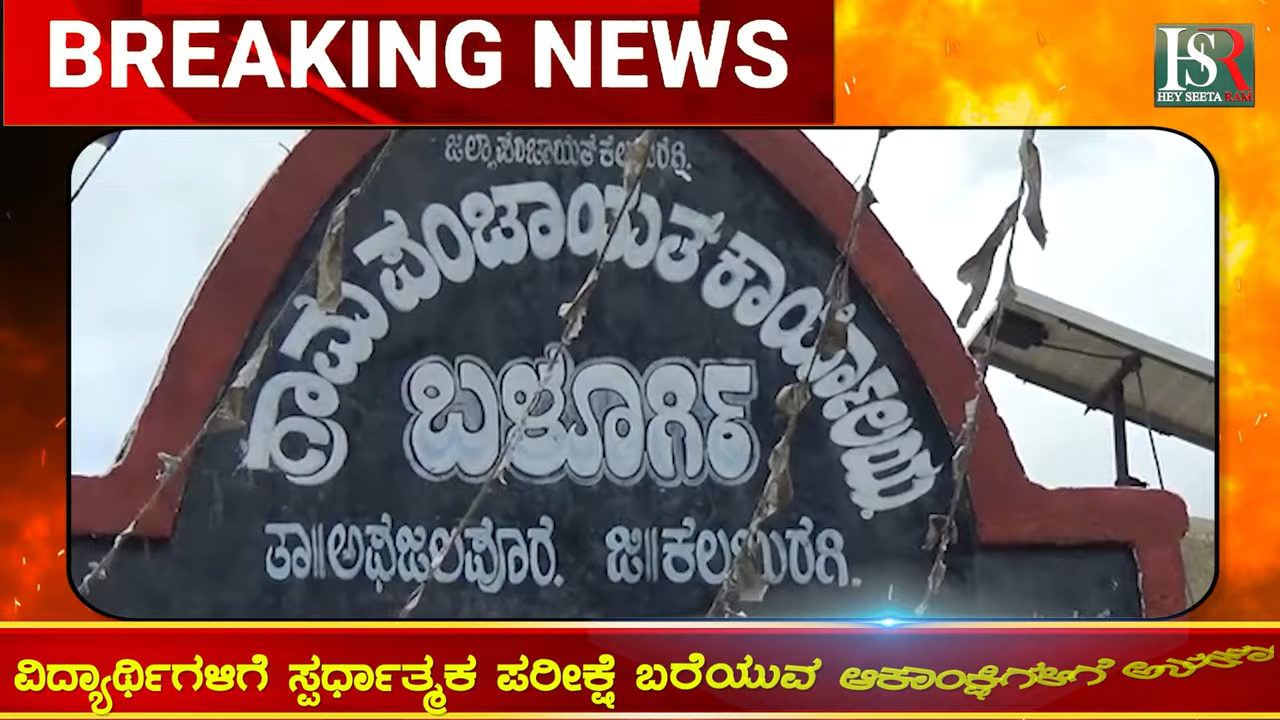 BREAKING NEWS
HSR
HEY SEETA RAM
ಜಿಲ್ಲಾ ಪಂಚಾಯತ ಕಲಬುರಗಿ.
ಗ್ರಾಮ ಪಂಚಾಯತ ಕಾರ್ಯಾಲಯ
ಬಳೂರ್ಗಿ
ತಾ||ಅಫಜಲಪೂರ. ಜಿ||ಕಲಬುರಗಿ.
ವಿದ್ಯಾರ್ಥಿಗಳಿಗೆ ಸ್ಪರ್ಧಾತ್ಮಕ ಪರೀಕ್ಷೆ ಬರೆಯುವ ಆಕಾಂಕ್ಷಿಗಳಿಗೆ